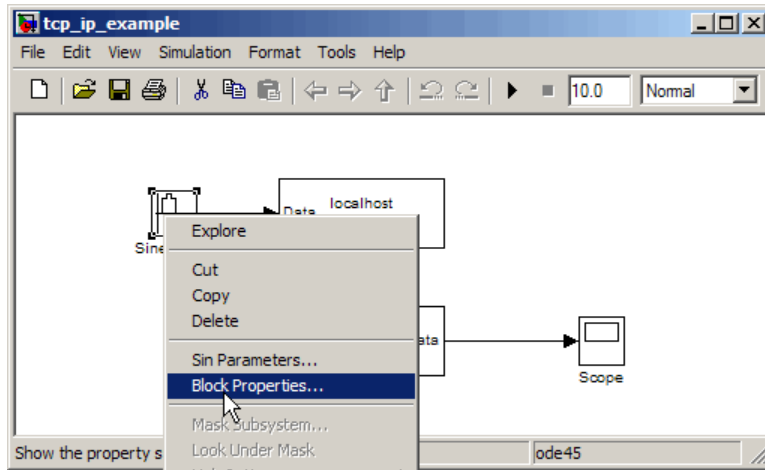 tcp_ip_example
File Edit View Simulation Format Tools Help
10.0 Normal
localhost
Data
Sine
Explore
Cut
Copy
Delete
Sin Parameters...
Block Properties...
Mask Subsystem...
Look Under Mask
ata
Scope
Show the property s
ode45